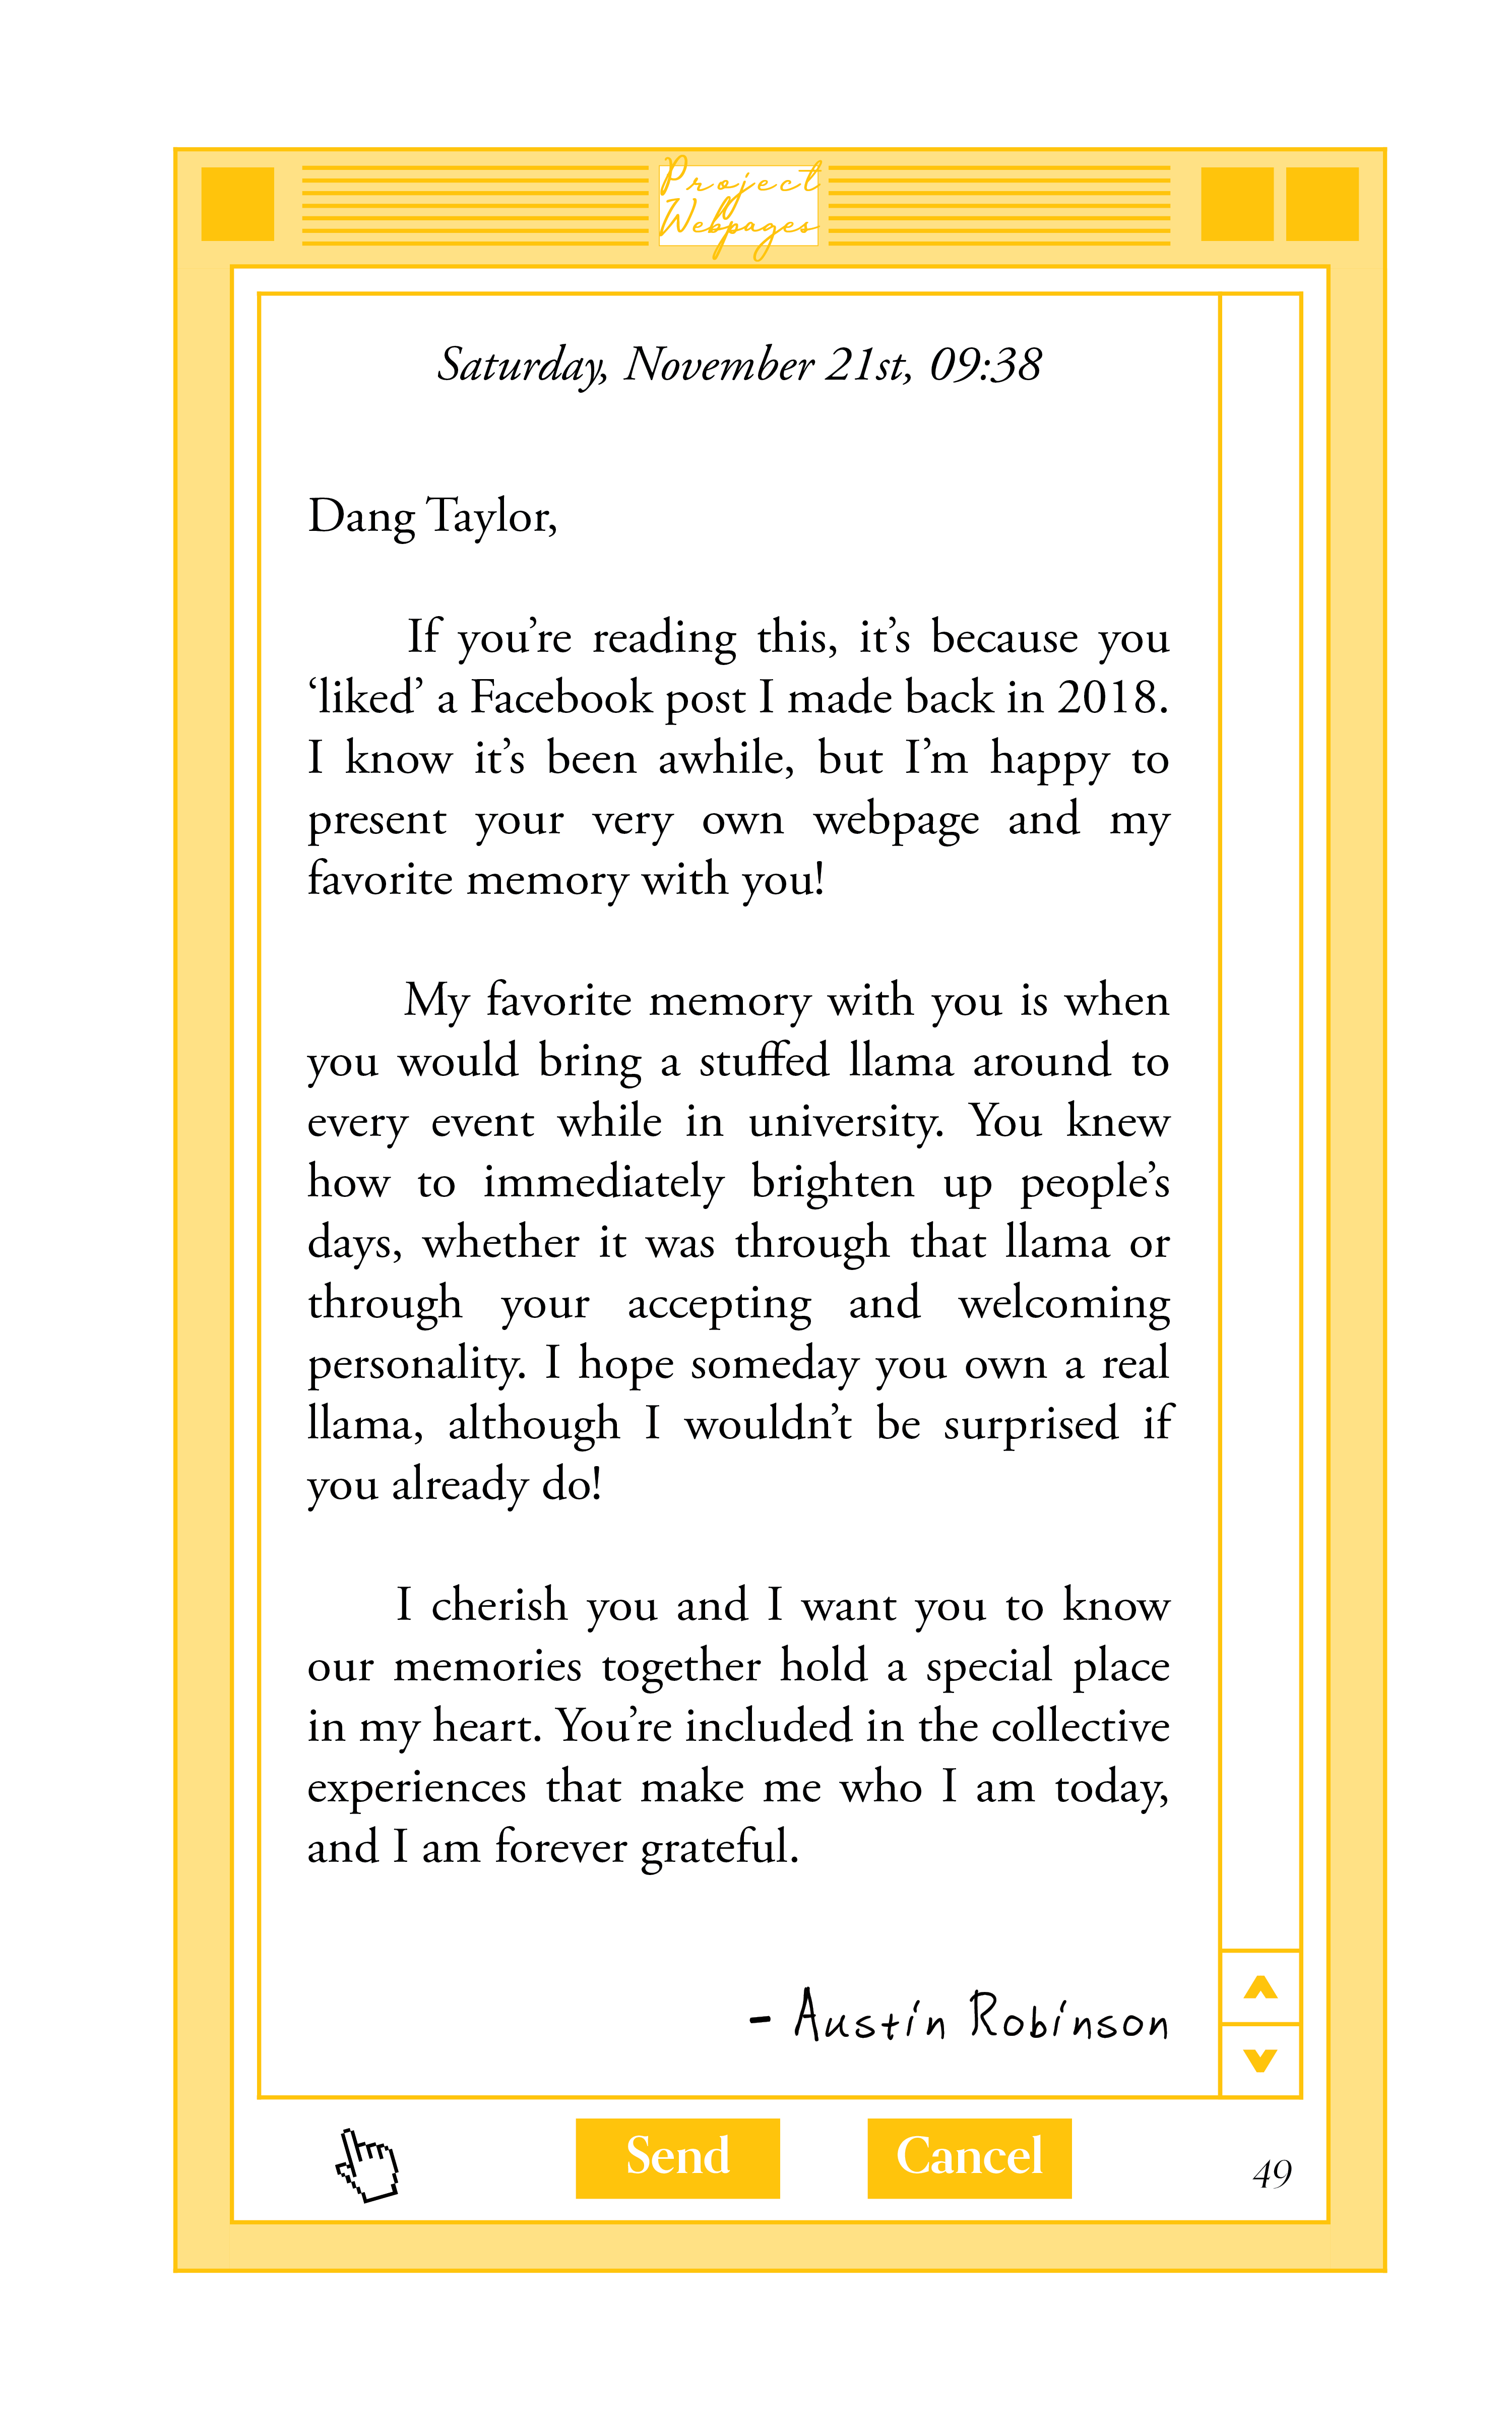 Project
Webpages
Saturday, November 21st, 09:38
Dang Taylor,
If you’re reading this, it’s because you
‘liked’ a Facebook post I made back in 2018.
I know it’s been awhile, but I’m happy to
present your very own webpage and my
favorite memory with you!
My favorite memory with you is when
you would bring a stuffed llama around to
every event while in university. You knew
how to immediately brighten up people’s
days, whether it was through that llama or
through your accepting and welcoming
personality. I hope someday you own a real
llama, although I wouldn’t be surprised if
you already do!
I cherish you and I want you to know
our memories together hold a special place
in my heart. You’re included in the collective
experiences that make me who I am today,
and I am forever grateful.
- Austin Robinson
Send Cancel
49